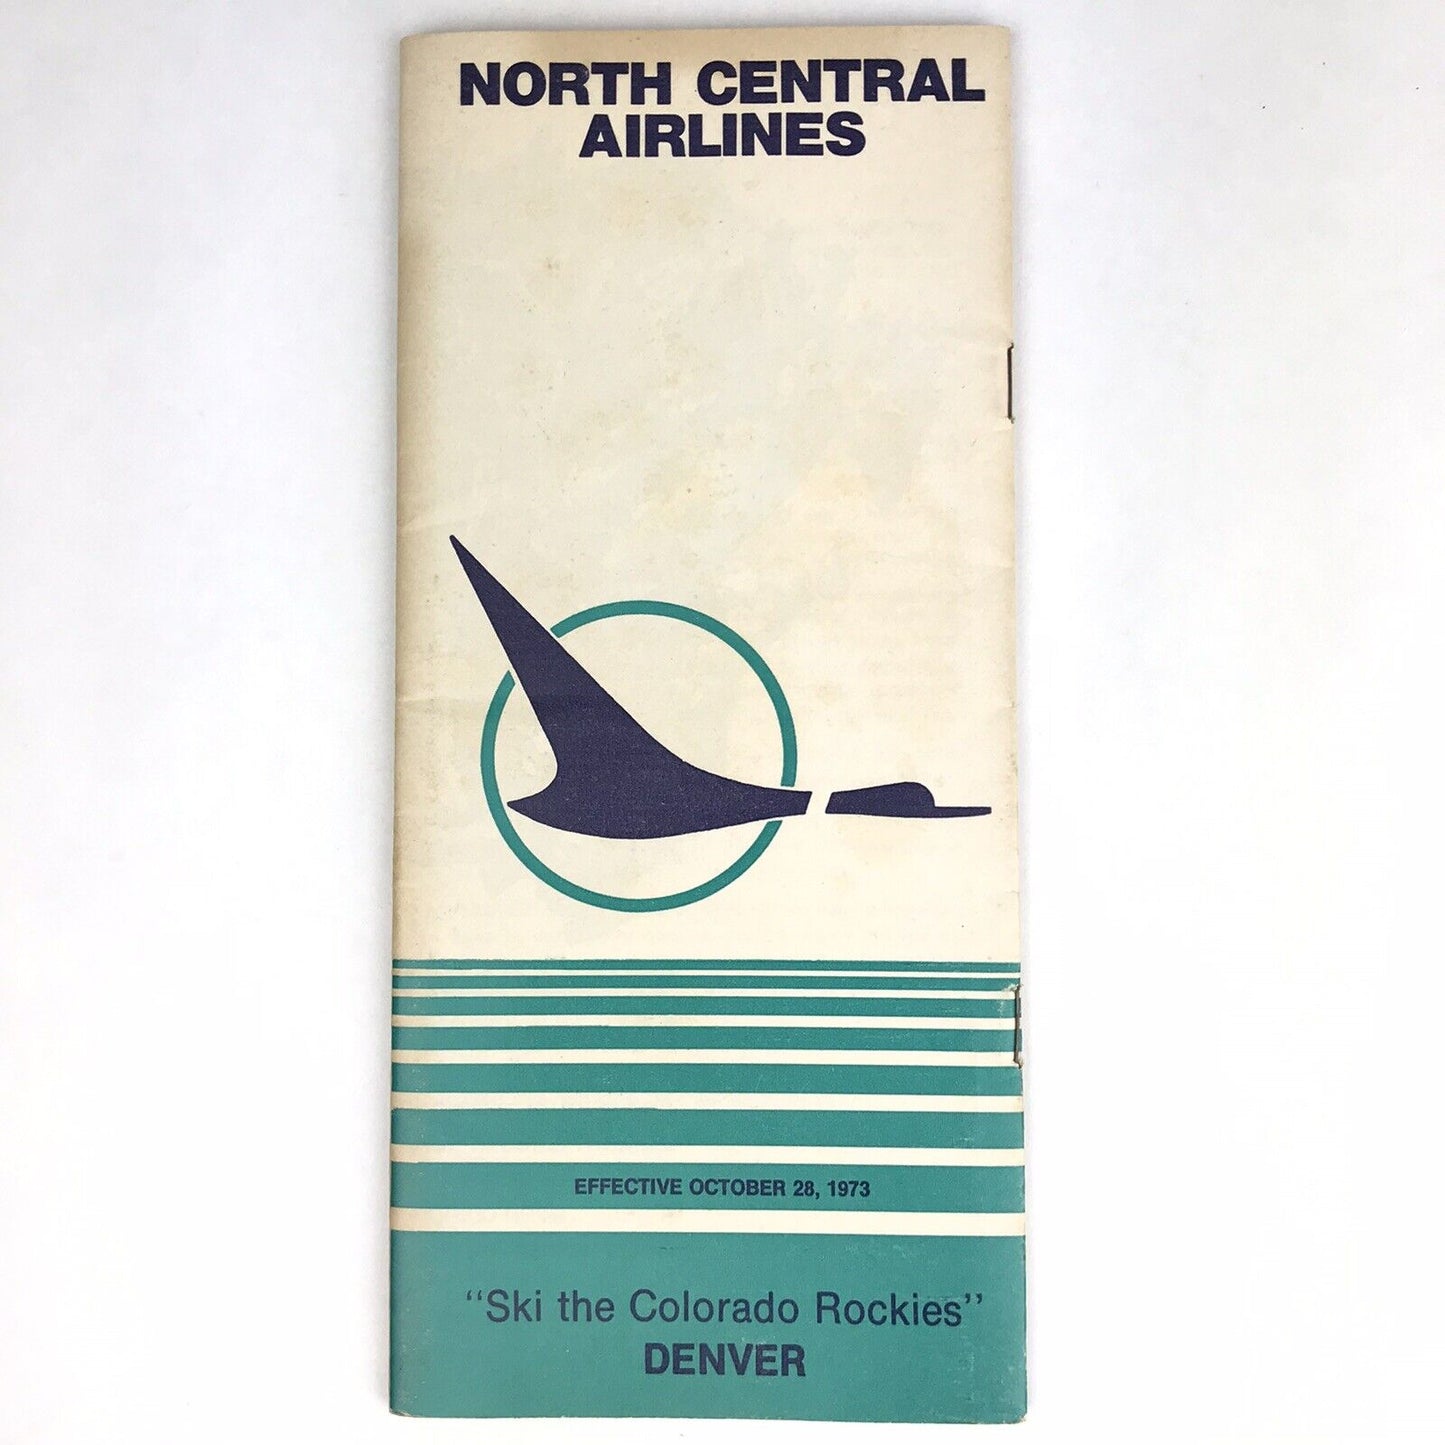 NORTH CENTRAL
AIRLINES
EFFECTIVE OCTOBER 28, 1973
"Ski the Colorado Rockies"
DENVER